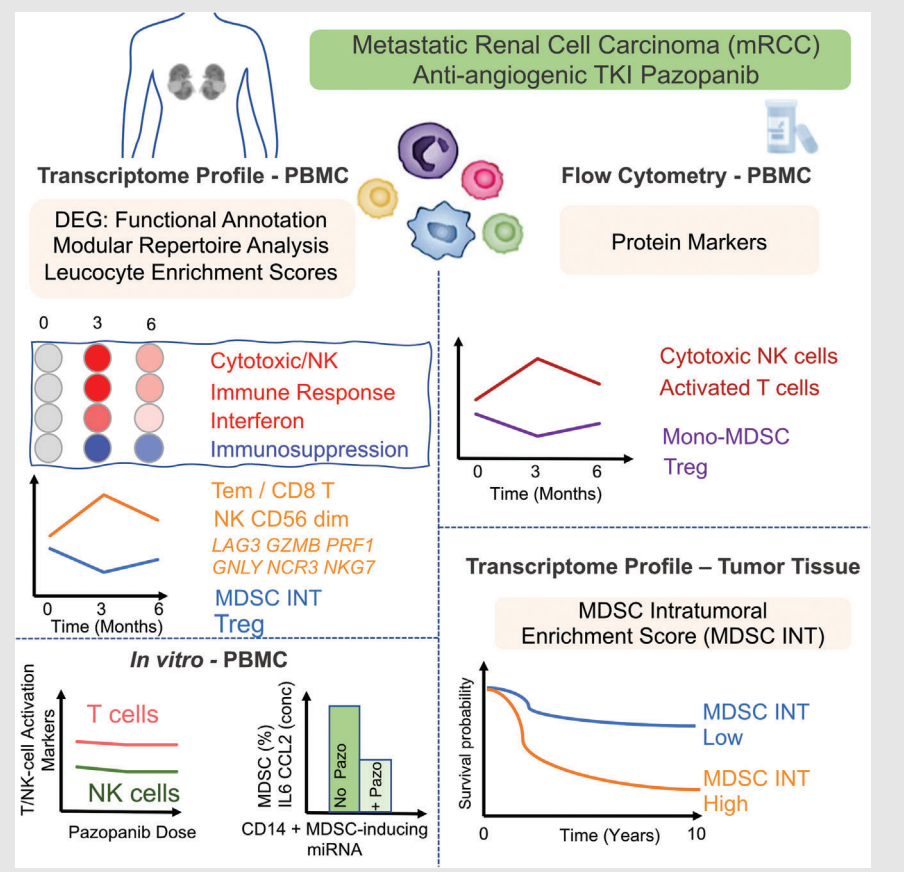 Metastatic Renal Cell Carcinoma (mRCC)
Anti-angiogenic TKI Pazopanib
Transcriptome Profile - PBMC
DEG: Functional Annotation
Modular Repertoire Analysis
Leucocyte Enrichment Scores
0 3 6
Cytotoxic/NK
Immune Response
Interferon
Immunosuppression
Tem / CD8 T
NK CD56 dim
LAG3 GZMB PRF1
GNLY NCR3 NKG7
MDSC INT
Treg
0 3 6
Time (Months)
Flow Cytometry - PBMC
Protein Markers
Cytotoxic NK cells
Activated T cells
Mono-MDSC
Treg
0 3 6
Time (Months)
In vitro - PBMC
T/NK-cell Activation
Markers
T cells
NK cells
Pazopanib Dose
MDSC (%)
IL6 CCL2 (conc)
No Pazo
+ Pazo
CD14 + MDSC-inducing
miRNA
Transcriptome Profile – Tumor Tissue
MDSC Intratumoral
Enrichment Score (MDSC INT)
Survival probability
MDSC INT
Low
MDSC INT
High
0 Time (Years) 10